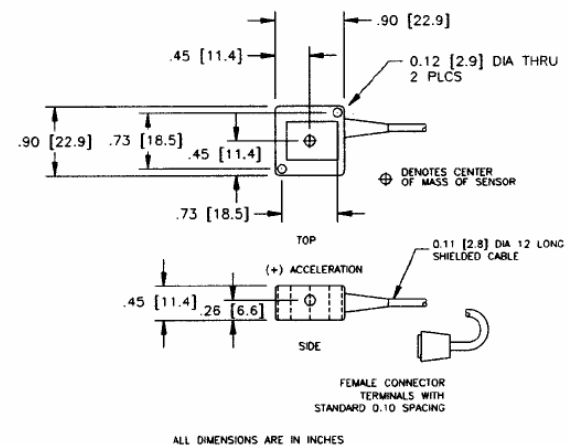 .90 [22.9]
.45 [11.4]
0.12 [2.9] DIA THRU
2 PLCS
.90 [22.9]
.73 [18.5]
.45 [11.4]
DENOTES CENTER
OF MASS OF SENSOR
.73 [18.5]
TOP
0.11 [2.8] DIA 12 LONG
SHIELDED CABLE
(+) ACCELERATION
.45 [11.4]
.26 [6.6]
SIDE
FEMALE CONNECTOR
TERMINALS WITH
STANDARD 0.10 SPACING
ALL DIMENSIONS ARE IN INCHES